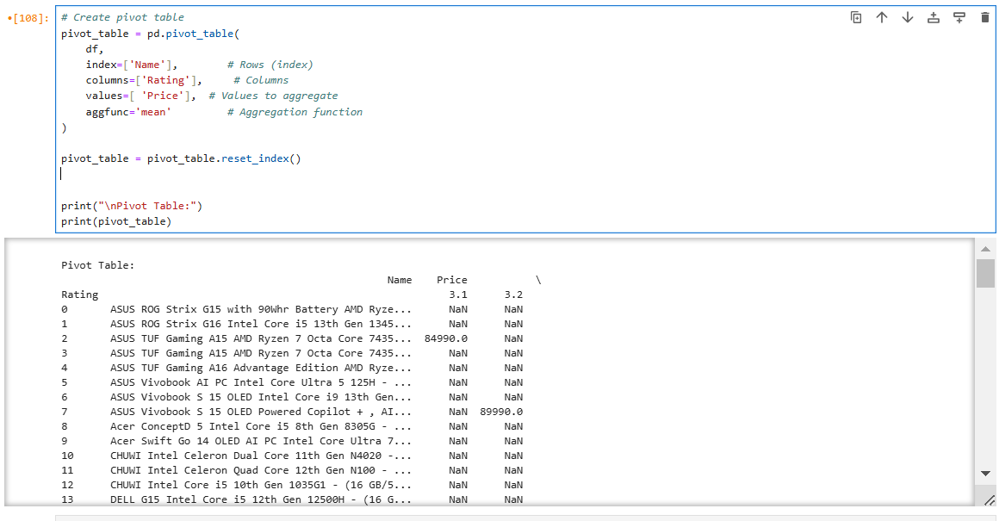 [108]:
# Create pivot table
pivot_table = pd.pivot_table(
    df,
    index=['Name'],        # Rows (index)
    columns=['Rating'],     # Columns
    values=[ 'Price'],  # Values to aggregate
    aggfunc='mean'         # Aggregation function
)
pivot_table = pivot_table.reset_index()
print("\nPivot Table:")
print(pivot_table)
Pivot Table:
Name Price \
Rating 3.1 3.2
0 ASUS ROG Strix G15 with 90Whr Battery AMD Ryze... NaN NaN
1 ASUS ROG Strix G16 Intel Core i5 13th Gen 1345... NaN NaN
2 ASUS TUF Gaming A15 AMD Ryzen 7 Octa Core 7435... 84990.0 NaN
3 ASUS TUF Gaming A15 AMD Ryzen 7 Octa Core 7435... NaN NaN
4 ASUS TUF Gaming A16 Advantage Edition AMD Ryze... NaN NaN
5 ASUS Vivobook AI PC Intel Core Ultra 5 125H - ... NaN NaN
6 ASUS Vivobook S 15 OLED Intel Core i9 13th Gen... NaN NaN
7 ASUS Vivobook S 15 OLED Powered Copilot + , AI... NaN 89990.0
8 Acer ConceptD 5 Intel Core i5 8th Gen 8305G - ... NaN NaN
9 Acer Swift Go 14 OLED AI PC Intel Core Ultra 7... NaN NaN
10 CHUWI Intel Celeron Dual Core 11th Gen N4020 -... NaN NaN
11 CHUWI Intel Celeron Quad Core 12th Gen N100 - ... NaN NaN
12 CHUWI Intel Core i5 10th Gen 1035G1 - (16 GB/5... NaN NaN
13 DELL G15 Intel Core i5 12th Gen 12500H - (16 G... NaN NaN